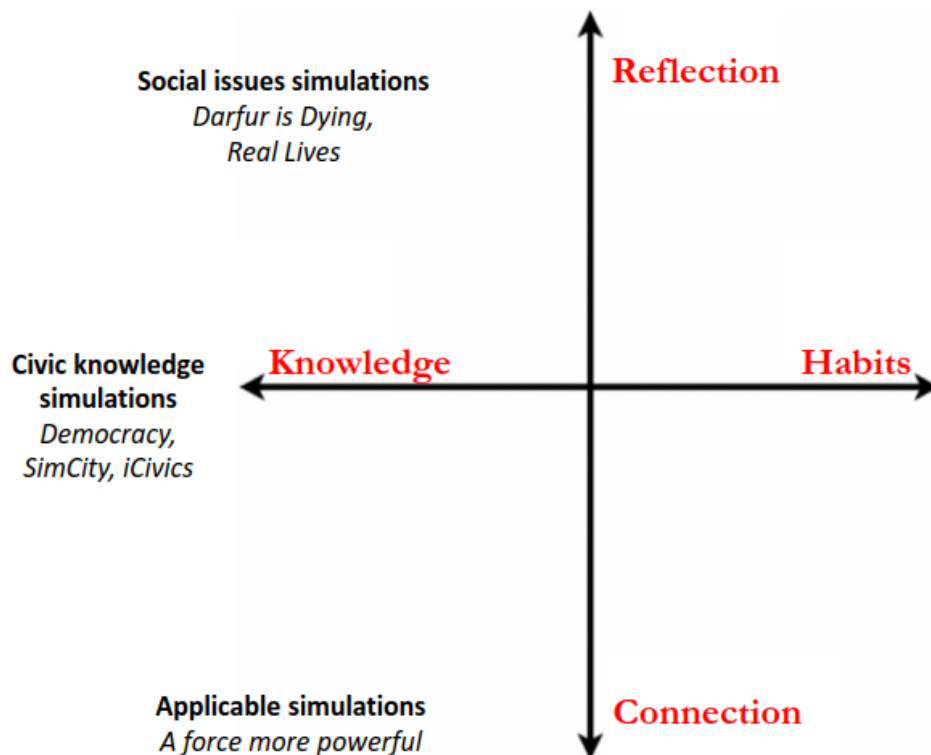 Reflection
Social issues simulations
Darfur is Dying,
Real Lives
Knowledge
Habits
Civic knowledge
simulations
Democracy,
SimCity, iCivics
Connection
Applicable simulations
A force more powerful